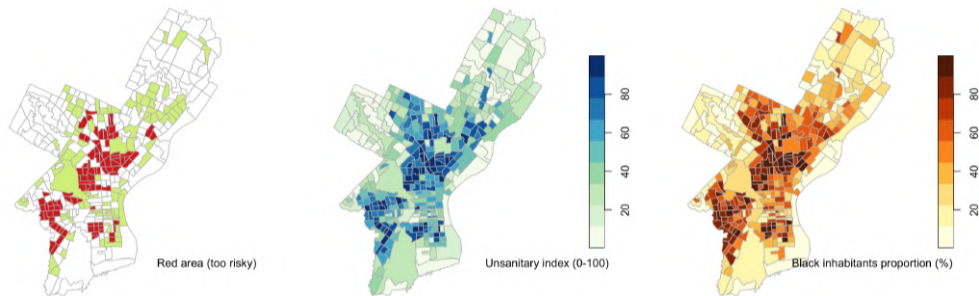 Red area (too risky)
80
60
40
20
Unsanitary index (0-100)
80
60
40
20
Black inhabitants proportion (%)